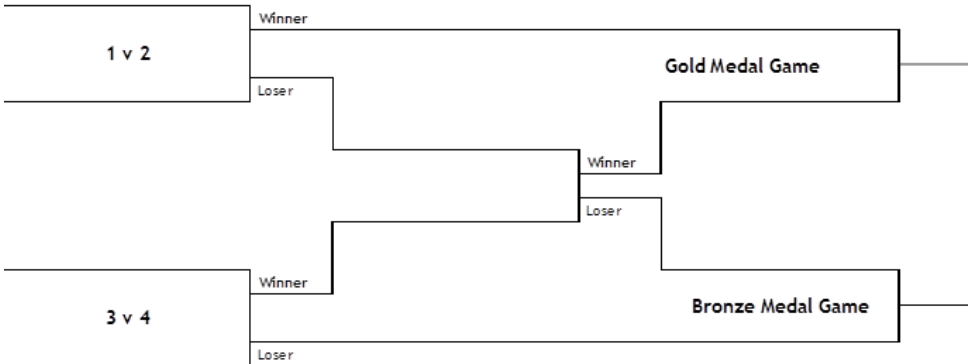 Winner
1 v 2
Gold Medal Game
Loser
Winner
Loser
Winner
Bronze Medal Game
3 v 4
Loser